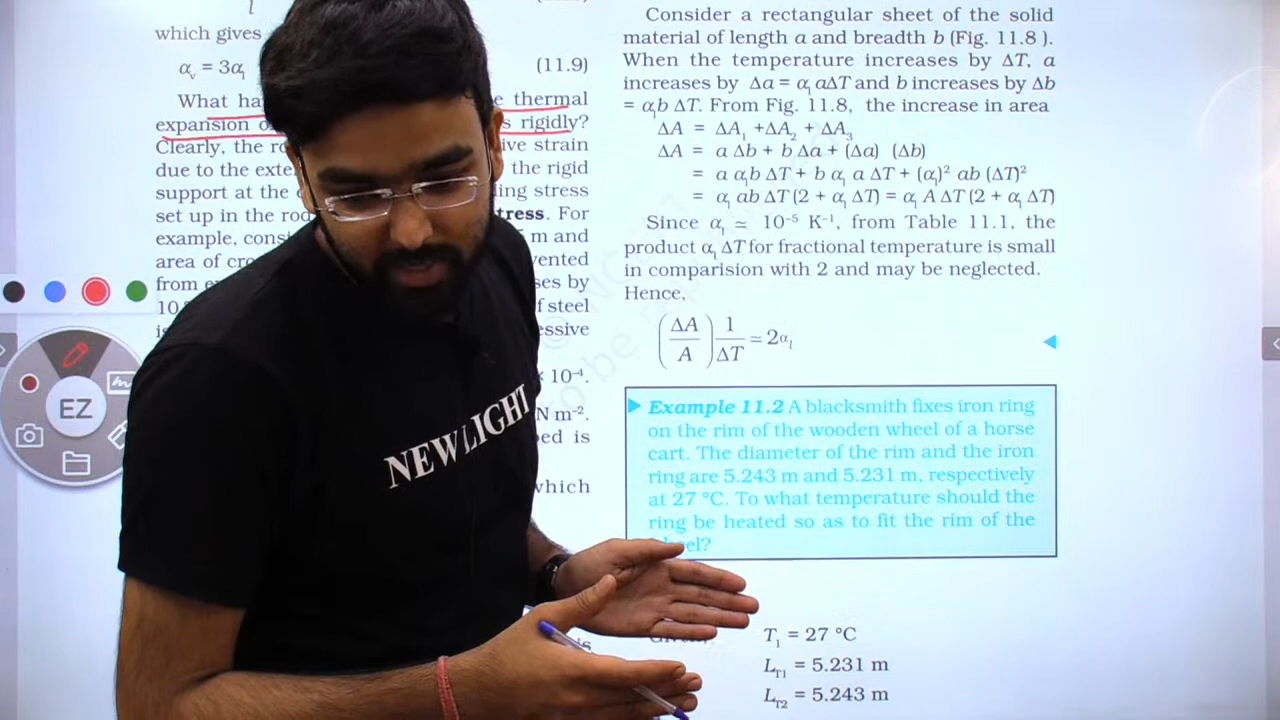 l
which gives
αᵥ = 3αₗ (11.9)
What ha e thermal
expansion o s rigidly?
Clearly, the ro ive strain
due to the exte the rigid
support at the ing stress
set up in the rod tress. For
example, cons m and
area of cro vented
from e ses by
10 f steel
is essive
× 10⁻⁴.
N m⁻².
ed is
which
Consider a rectangular sheet of the solid
material of length a and breadth b (Fig. 11.8 ).
When the temperature increases by ΔT, a
increases by Δa = αₗ aΔT and b increases by Δb
= αₗb ΔT. From Fig. 11.8, the increase in area
ΔA = ΔA₁ +ΔA₂ + ΔA₃
ΔA = a Δb + b Δa + (Δa) (Δb)
= a αₗb ΔT + b αₗ a ΔT + (αₗ)² ab (ΔT)²
= αₗ ab ΔT (2 + αₗ ΔT) = αₗ A ΔT (2 + αₗ ΔT)
Since αₗ ≃ 10⁻⁵ K⁻¹, from Table 11.1, the
product αₗ ΔT for fractional temperature is small
in comparision with 2 and may be neglected.
Hence,
(ΔA/A) 1/ΔT ≃ 2αₗ
Example 11.2 A blacksmith fixes iron ring
on the rim of the wooden wheel of a horse
cart. The diameter of the rim and the iron
ring are 5.243 m and 5.231 m, respectively
at 27 °C. To what temperature should the
ring be heated so as to fit the rim of the
wheel?
Given,
T₁ = 27 °C
L_T1 = 5.231 m
L_T2 = 5.243 m
EZ
NEWLIGHT